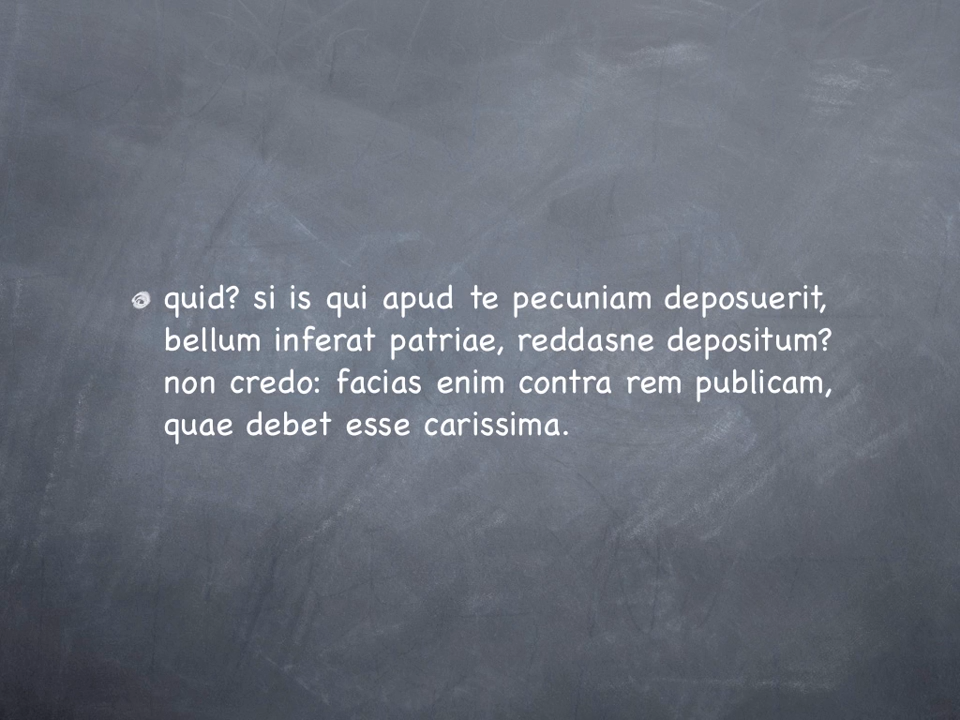 quid? si is qui apud te pecuniam deposuerit,
bellum inferat patriae, reddasne depositum?
non credo: facias enim contra rem publicam,
quae debet esse carissima.